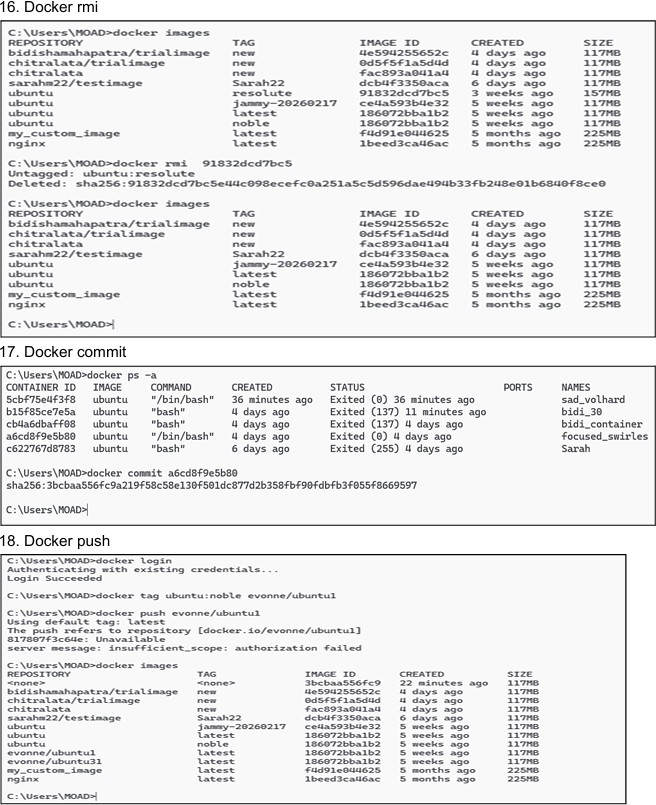 16. Docker rmi
C:\Users\MOAD>docker images
REPOSITORY TAG IMAGE ID CREATED SIZE
bidishamahapatra/trialimage new 4e594255652c 4 days ago 117MB
chitralata/trialimage new 0d5f5f1a5d4d 4 days ago 117MB
chitralata new fac893a041a4 4 days ago 117MB
sarahm22/testimage Sarah22 dcb4f3350aca 6 days ago 117MB
ubuntu resolute 91832dcd7bc5 3 weeks ago 157MB
ubuntu jammy-20260217 ce4a593b4e32 5 weeks ago 117MB
ubuntu latest 186072bba1b2 5 weeks ago 117MB
ubuntu noble 186072bba1b2 5 weeks ago 117MB
my_custom_image latest f4d91e044625 5 months ago 225MB
nginx latest 1beed3ca46ac 5 months ago 225MB
C:\Users\MOAD>docker rmi 91832dcd7bc5
Untagged: ubuntu:resolute
Deleted: sha256:91832dcd7bc5e44c098ecefc0a251a5c5d596dae494b33fb248e01b6840f8ce0
C:\Users\MOAD>docker images
REPOSITORY TAG IMAGE ID CREATED SIZE
bidishamahapatra/trialimage new 4e594255652c 4 days ago 117MB
chitralata/trialimage new 0d5f5f1a5d4d 4 days ago 117MB
chitralata new fac893a041a4 4 days ago 117MB
sarahm22/testimage Sarah22 dcb4f3350aca 6 days ago 117MB
ubuntu jammy-20260217 ce4a593b4e32 5 weeks ago 117MB
ubuntu latest 186072bba1b2 5 weeks ago 117MB
ubuntu noble 186072bba1b2 5 weeks ago 117MB
my_custom_image latest f4d91e044625 5 months ago 225MB
nginx latest 1beed3ca46ac 5 months ago 225MB
C:\Users\MOAD>
17. Docker commit
C:\Users\MOAD>docker ps -a
CONTAINER ID IMAGE COMMAND CREATED STATUS PORTS NAMES
5cbf75e4f3f8 ubuntu "/bin/bash" 36 minutes ago Exited (0) 36 minutes ago sad_volhard
b15f85ce7e5a ubuntu "bash" 4 days ago Exited (137) 11 minutes ago bidi_30
cb4a6dbaff08 ubuntu "bash" 4 days ago Exited (137) 4 days ago bidi_container
a6cd8f9e5b80 ubuntu "/bin/bash" 4 days ago Exited (0) 4 days ago focused_swirles
c622767d8783 ubuntu "bash" 6 days ago Exited (255) 4 days ago Sarah
C:\Users\MOAD>docker commit a6cd8f9e5b80
sha256:3bcbaa556fc9a219f58c58e130f501dc877d2b358fbf90fdbfb3f055f8669597
C:\Users\MOAD>
18. Docker push
C:\Users\MOAD>docker login
Authenticating with existing credentials...
Login Succeeded
C:\Users\MOAD>docker tag ubuntu:noble evonne/ubuntu1
C:\Users\MOAD>docker push evonne/ubuntu1
Using default tag: latest
The push refers to repository [docker.io/evonne/ubuntu1]
817807f3c64e: Unavailable
server message: insufficient_scope: authorization failed
C:\Users\MOAD>docker images
REPOSITORY TAG IMAGE ID CREATED SIZE
<none> <none> 3bcbaa556fc9 22 minutes ago 117MB
bidishamahapatra/trialimage new 4e594255652c 4 days ago 117MB
chitralata/trialimage new 0d5f5f1a5d4d 4 days ago 117MB
chitralata new fac893a041a4 4 days ago 117MB
sarahm22/testimage Sarah22 dcb4f3350aca 6 days ago 117MB
ubuntu jammy-20260217 ce4a593b4e32 5 weeks ago 117MB
ubuntu latest 186072bba1b2 5 weeks ago 117MB
ubuntu noble 186072bba1b2 5 weeks ago 117MB
evonne/ubuntu1 latest 186072bba1b2 5 weeks ago 117MB
evonne/ubuntu31 latest 186072bba1b2 5 weeks ago 117MB
my_custom_image latest f4d91e044625 5 months ago 225MB
nginx latest 1beed3ca46ac 5 months ago 225MB
C:\Users\MOAD>